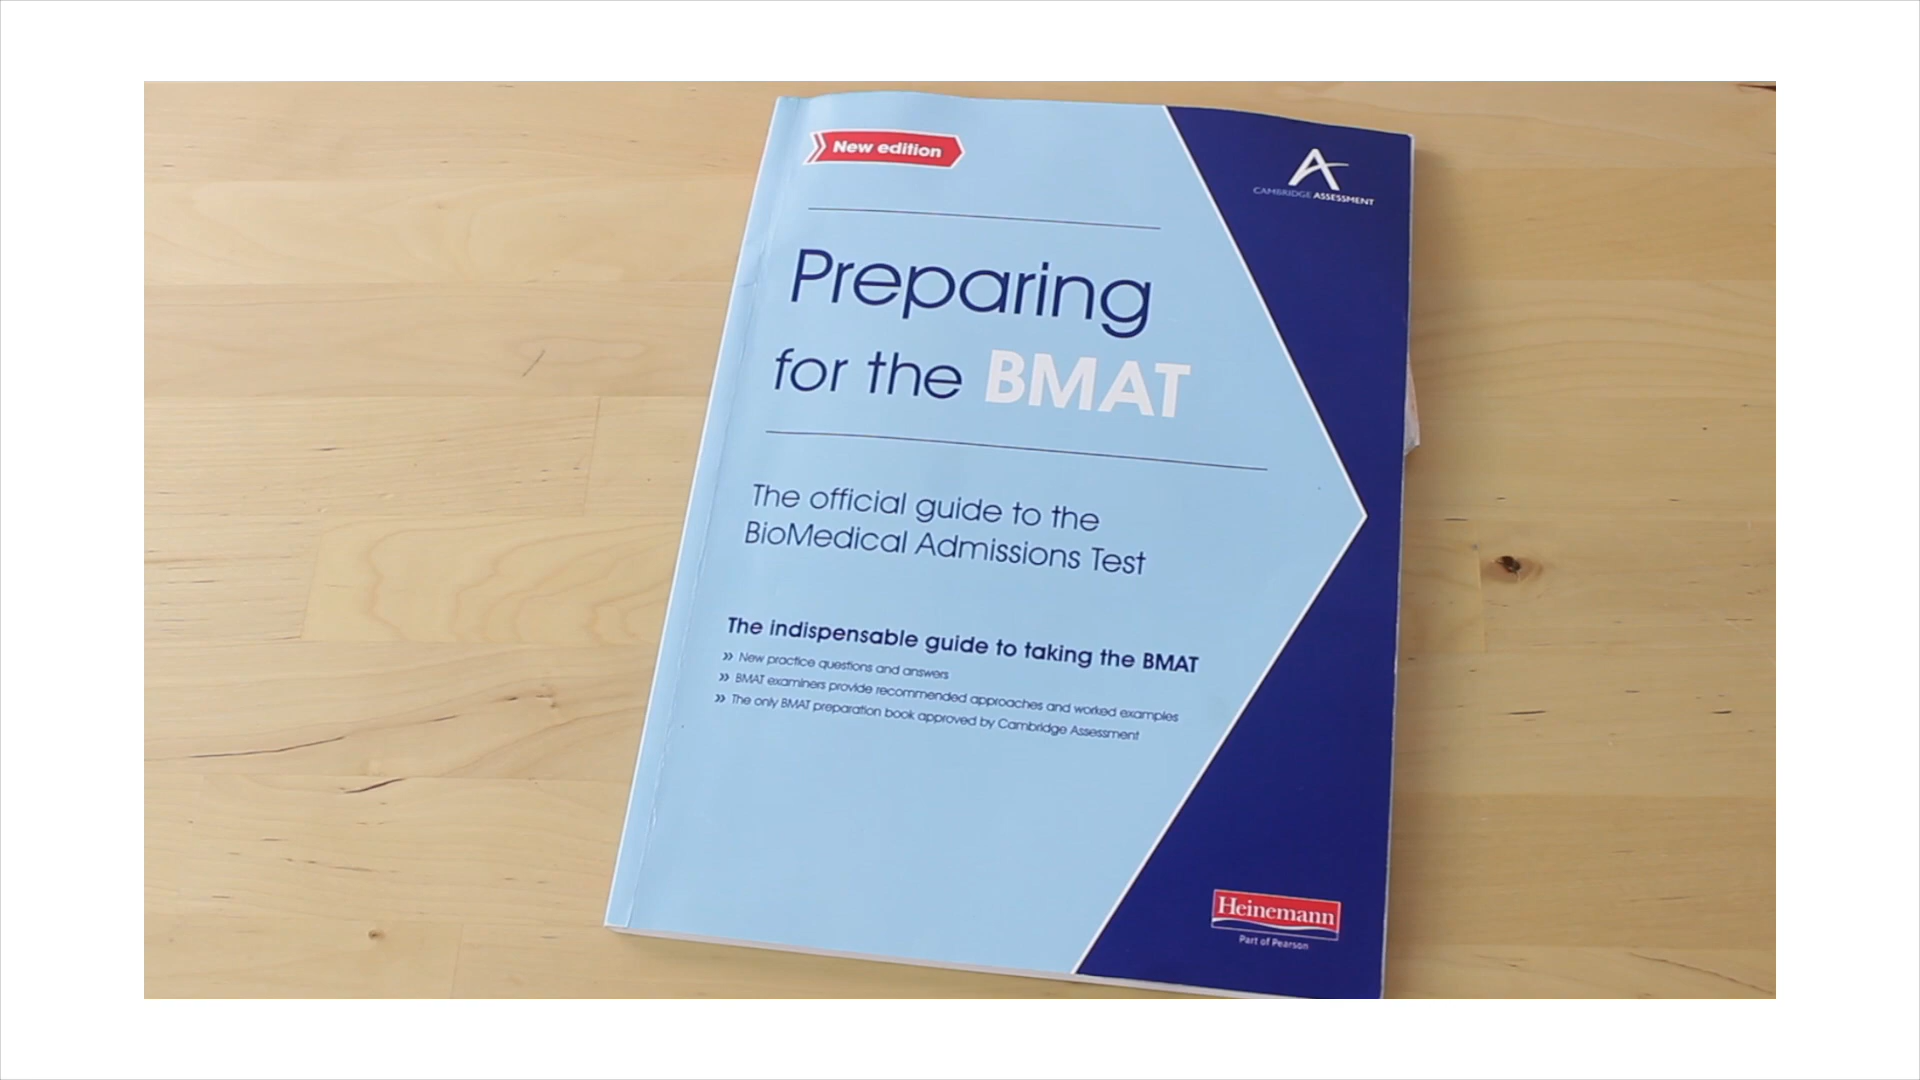 New edition
CAMBRIDGE ASSESSMENT
Preparing
for the BMAT
The official guide to the
BioMedical Admissions Test
The indispensable guide to taking the BMAT
» New practice questions and answers
» BMAT examiners provide recommended approaches and worked examples
» The only BMAT preparation book approved by Cambridge Assessment
Heinemann
Part of Pearson